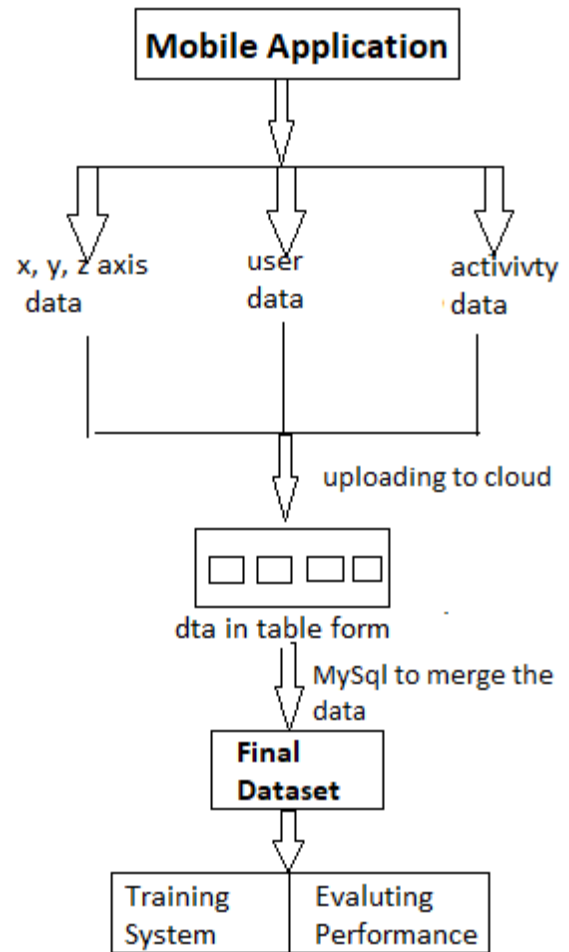 Mobile Application
x, y, z axis
data
user
data
activivty
data
uploading to cloud
dta in table form
MySql to merge the
data
Final
Dataset
Training
System
Evaluting
Performance